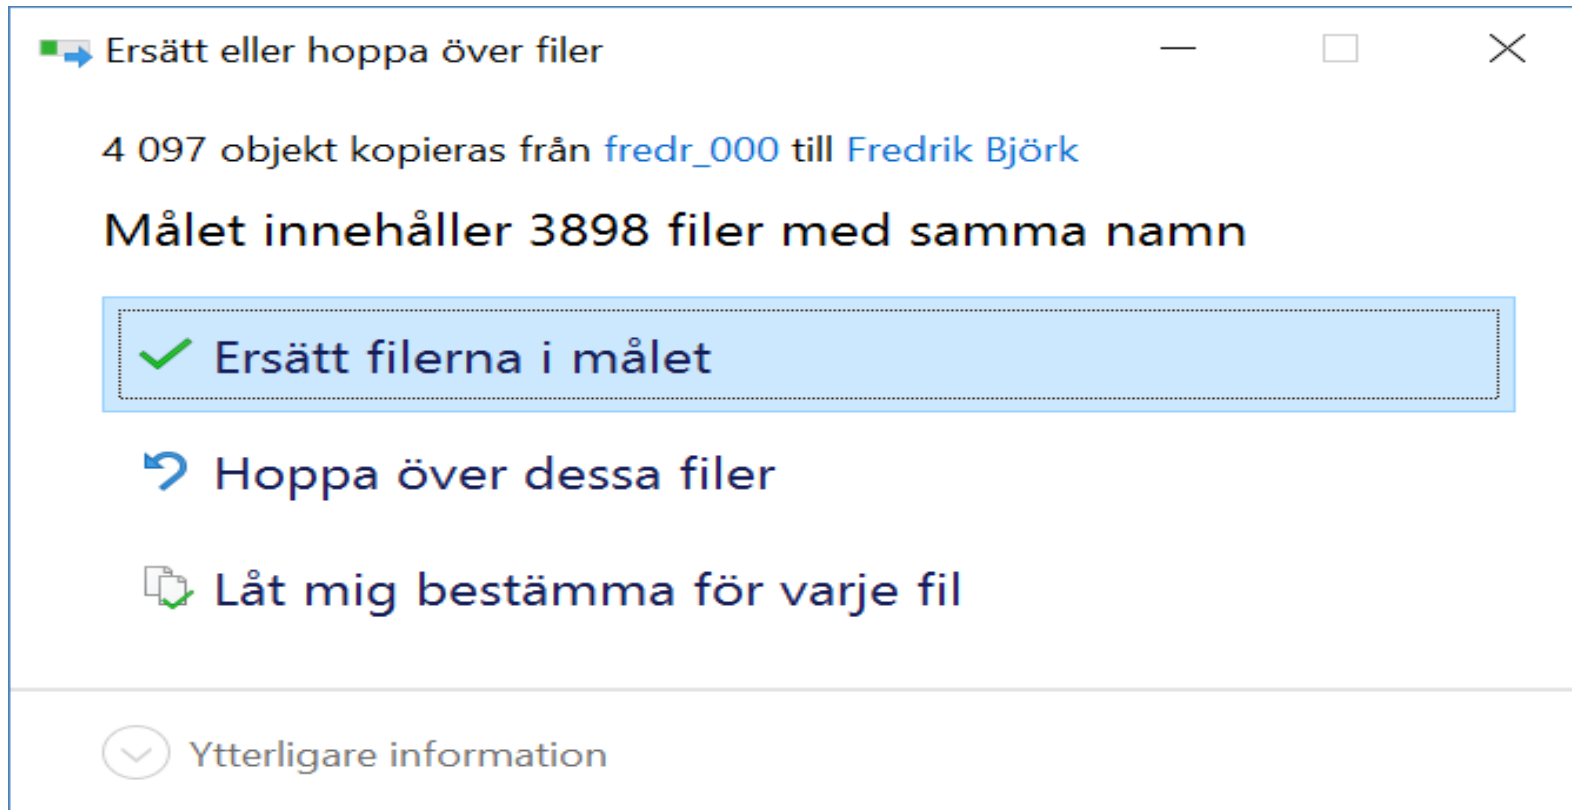 Ersätt eller hoppa över filer
4 097 objekt kopieras från fredr_000 till Fredrik Björk
Målet innehåller 3898 filer med samma namn
Ersätt filerna i målet
Hoppa över dessa filer
Låt mig bestämma för varje fil
Ytterligare information